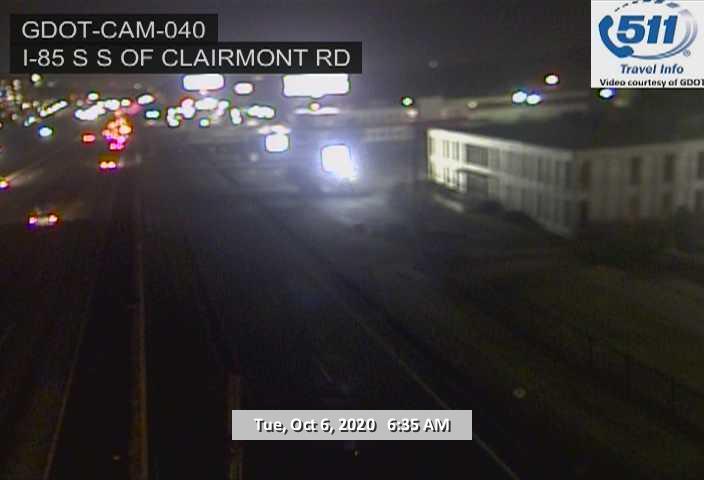 GDOT-CAM-040
I-85 S S OF CLAIRMONT RD
511
Travel Info
Video courtesy of GDOT
Tue, Oct 6, 2020 6:35 AM